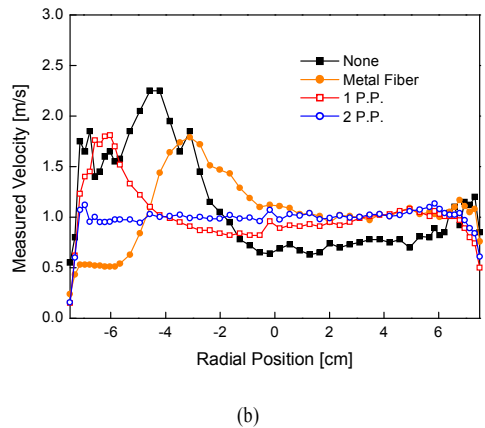 3.0
2.5
2.0
1.5
1.0
0.5
0.0
Measured Velocity [m/s]
None
Metal Fiber
1 P.P.
2 P.P.
-6 -4 -2 0 2 4 6
Radial Position [cm]
(b)